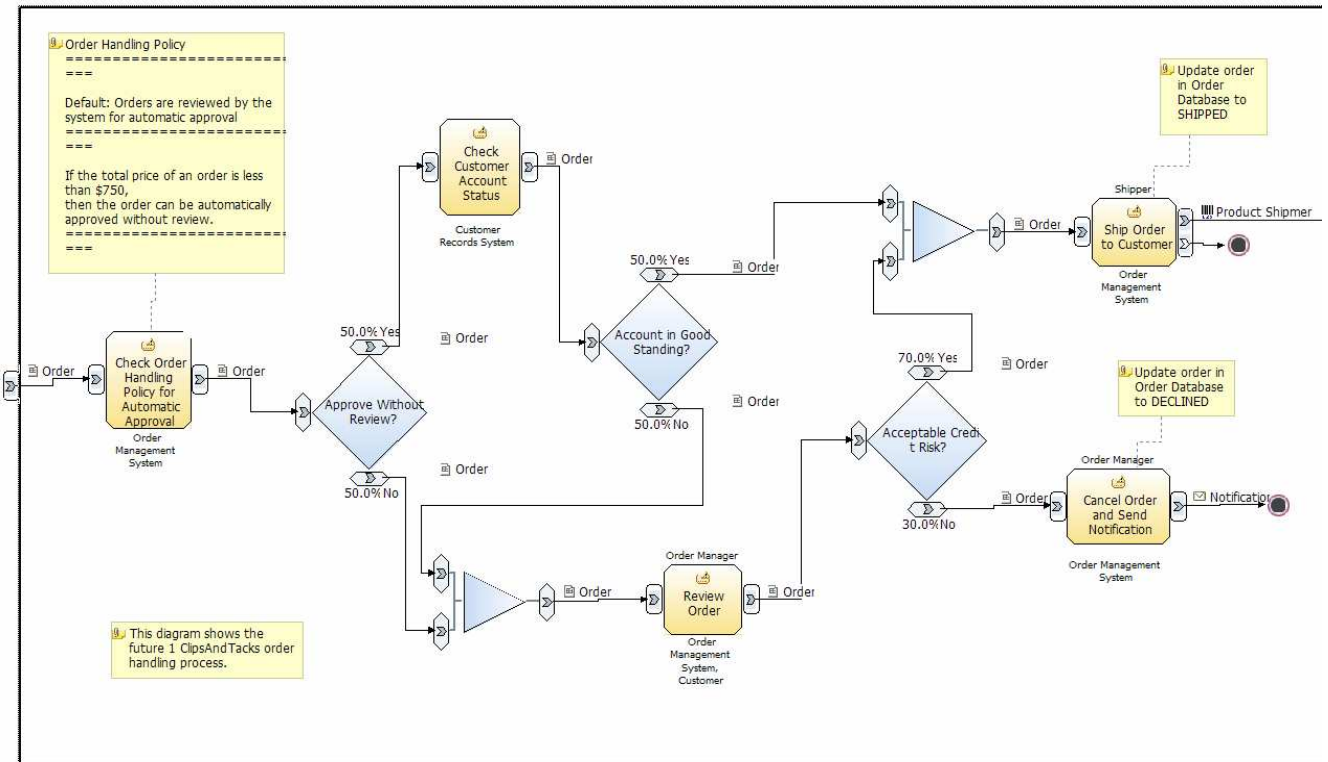 Order Handling Policy
==========================
===
Default: Orders are reviewed by the
system for automatic approval
==========================
===
If the total price of an order is less
than $750,
then the order can be automatically
approved without review.
==========================
===
Order
Check Order
Handling
Policy for
Automatic
Approval
Order
Management
System
Order
50.0% Yes
Order
Approve Without
Review?
50.0% No
Order
Check
Customer
Account
Status
Customer
Records System
Order
50.0% Yes
Order
Account in Good
Standing?
50.0% No
Order
Order
Order Manager
Review
Order
Order
Management
System,
Customer
Order
70.0% Yes
Order
Acceptable Credi
t Risk?
30.0% No
Order
Order
Update order
in Order
Database to
SHIPPED
Shipper
Ship Order
to Customer
Order
Management
System
Product Shipmer
Update order in
Order Database
to DECLINED
Order Manager
Cancel Order
and Send
Notification
Order Management
System
Notification
This diagram shows the
future 1 ClipsAndTacks order
handling process.